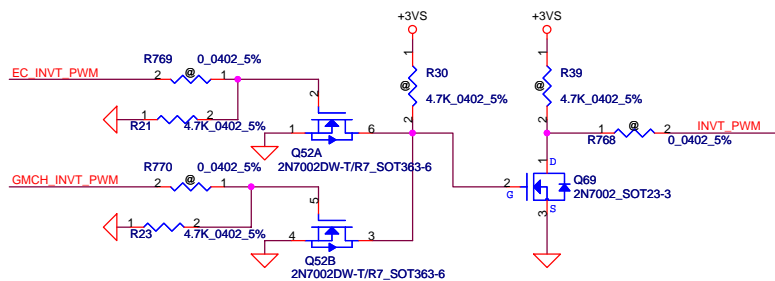 +3VS
+3VS
R769
0_0402_5%
EC_INVT_PWM
2
@
1
1
R30
@
4.7K_0402_5%
2
1
R39
@
4.7K_0402_5%
2
1
2
R21
4.7K_0402_5%
2
1
6
Q52A
2N7002DW-T/R7_SOT363-6
1
@
2
INVT_PWM
R768
0_0402_5%
R770
0_0402_5%
GMCH_INVT_PWM
2
@
1
1
D
2
G
Q69
2N7002_SOT23-3
S
3
1
2
R23
4.7K_0402_5%
5
4
3
Q52B
2N7002DW-T/R7_SOT363-6